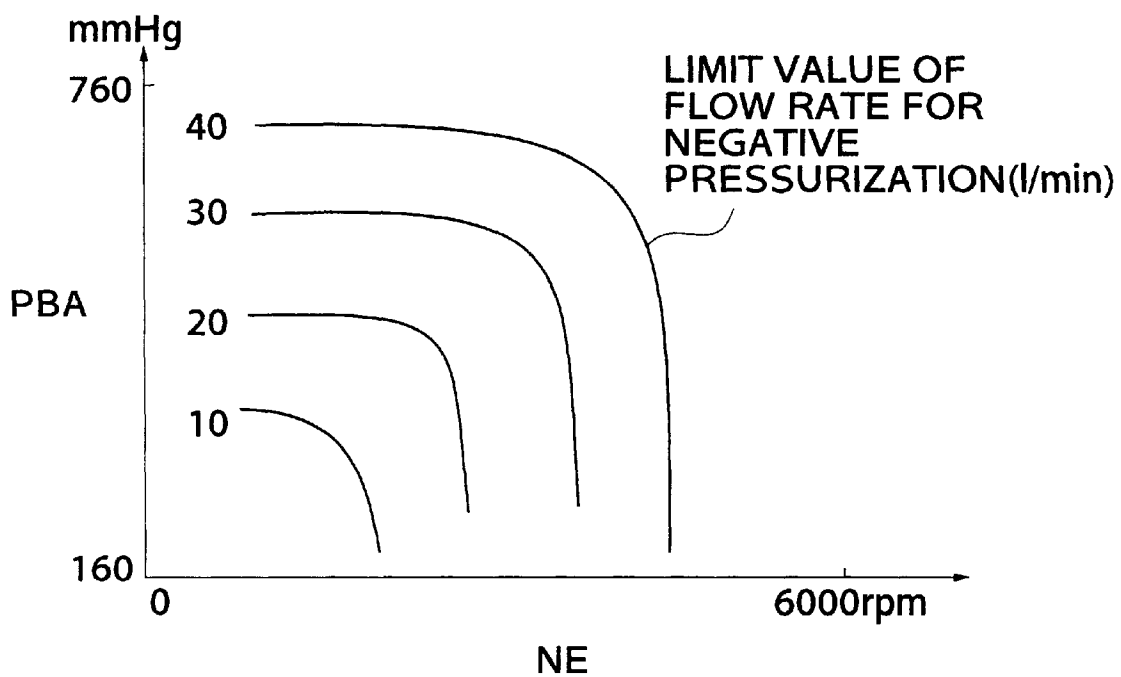 mmHg
760
40
30
20
10
160
PBA
0
6000rpm
NE
LIMIT VALUE OF
FLOW RATE FOR
NEGATIVE
PRESSURIZATION(l/min)